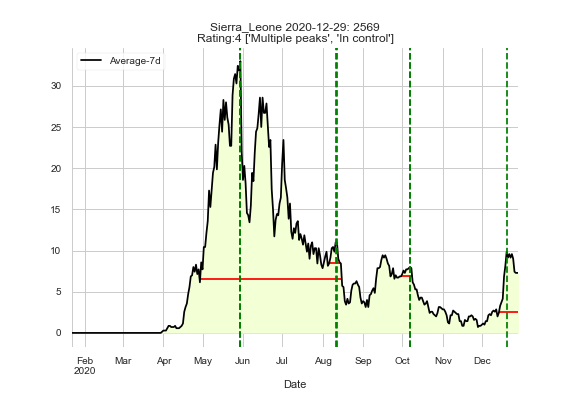 Sierra_Leone 2020-12-29: 2569
Rating:4 ['Multiple peaks', 'In control']
Average-7d
30
25
20
15
10
5
0
Feb Mar Apr May Jun Jul Aug Sep Oct Nov Dec
2020
Date